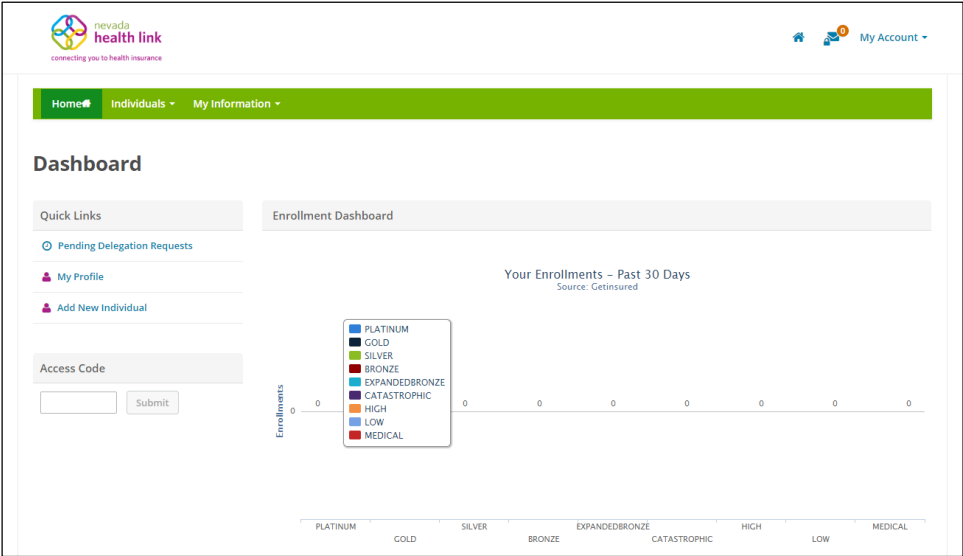 nevada
health link
connecting you to health insurance
0
My Account
Home
Individuals
My Information
Dashboard
Quick Links
Pending Delegation Requests
My Profile
Add New Individual
Access Code
Submit
Enrollment Dashboard
Your Enrollments – Past 30 Days
Source: Getinsured
PLATINUM
GOLD
SILVER
BRONZE
EXPANDEDBRONZE
CATASTROPHIC
HIGH
LOW
MEDICAL
Enrollments
0
0 0 0 0 0 0 0 0
PLATINUM SILVER EXPANDEDBRONZE HIGH MEDICAL
GOLD BRONZE CATASTROPHIC LOW